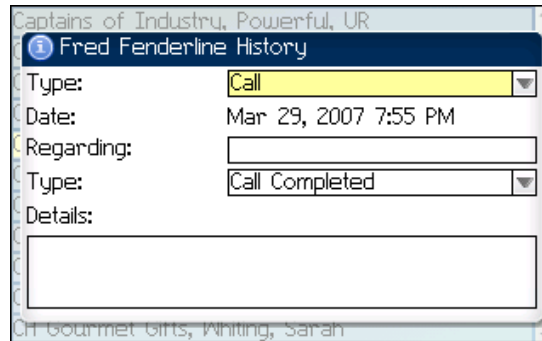 Captains of Industry, Powerful, UR
Fred Fenderline History
Type: Call
Date: Mar 29, 2007 7:55 PM
Regarding:
Type: Call Completed
Details:
CH Gourmet Gifts, Whiting, Sarah